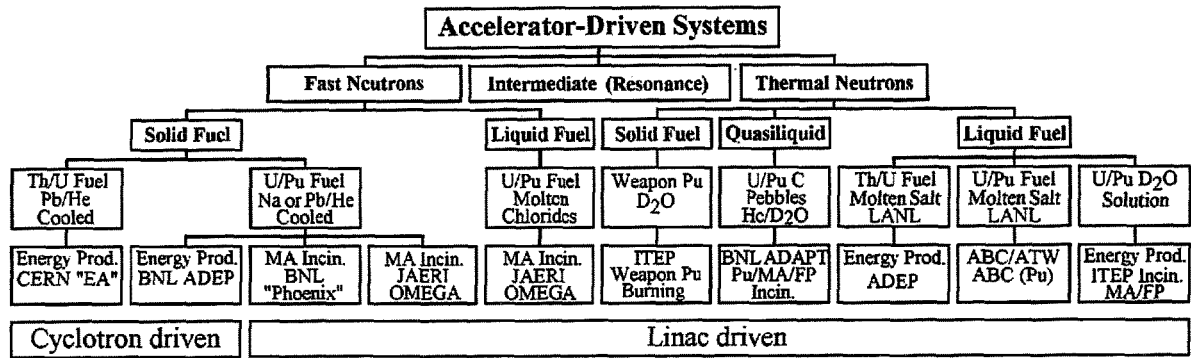 Accelerator-Driven Systems
Fast Neutrons
Intermediate (Resonance)
Thermal Neutrons
Solid Fuel
Liquid Fuel
Solid Fuel
Quasiliquid
Liquid Fuel
Th/U Fuel
Pb/He
Cooled
U/Pu Fuel
Na or Pb/He
Cooled
U/Pu Fuel
Molten
Chlorides
Weapon Pu
D2O
U/Pu C
Pebbles
He/D2O
Th/U Fuel
Molten Salt
LANL
U/Pu Fuel
Molten Salt
LANL
U/Pu D2O
Solution
Energy Prod.
CERN "EA"
Energy Prod.
BNL ADEP
MA Incin.
BNL
"Phoenix"
MA Incin.
JAERI
OMEGA
MA Incin.
JAERI
OMEGA
ITEP
Weapon Pu
Burning
BNL ADAPT
Pu/MA/FP
Incin.
Energy Prod.
ADEP
ABC/ATW
ABC (Pu)
Energy Prod.
ITEP Incin.
MA/FP
Cyclotron driven
Linac driven